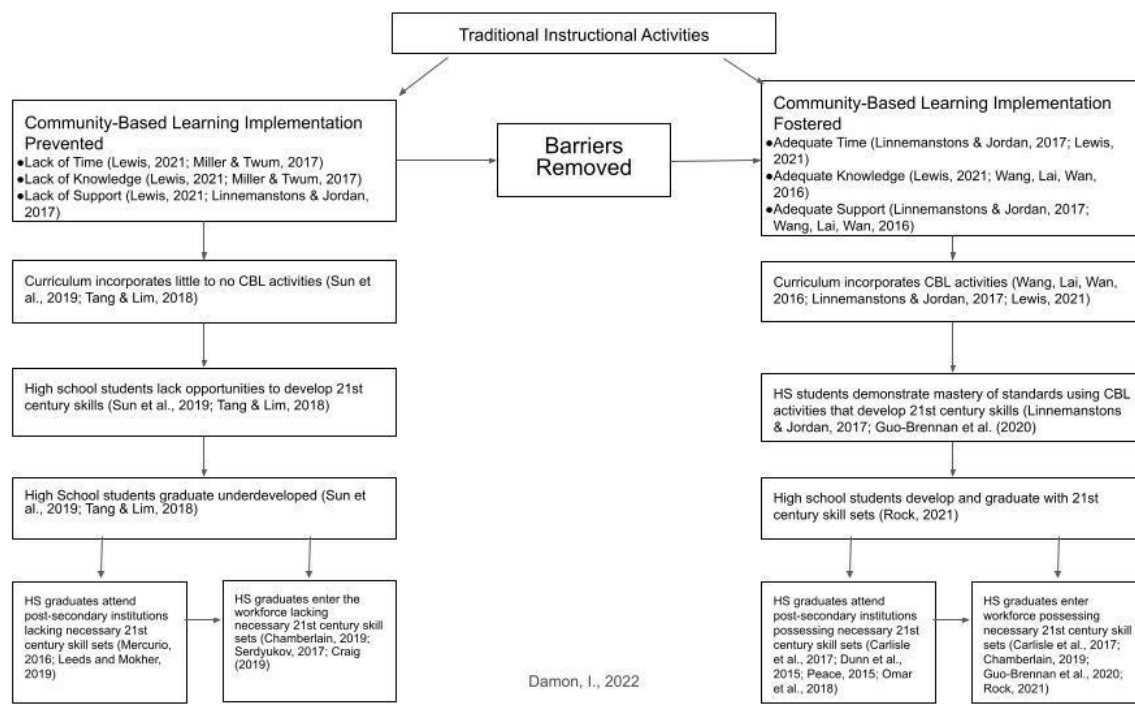 Traditional Instructional Activities
Community-Based Learning Implementation
Prevented
●Lack of Time (Lewis, 2021; Miller & Twum, 2017)
●Lack of Knowledge (Lewis, 2021; Miller & Twum, 2017)
●Lack of Support (Lewis, 2021; Linnemanstons & Jordan,
2017)
Barriers
Removed
Community-Based Learning Implementation
Fostered
●Adequate Time (Linnemanstons & Jordan, 2017; Lewis,
2021)
●Adequate Knowledge (Lewis, 2021; Wang, Lai, Wan,
2016)
●Adequate Support (Linnemanstons & Jordan, 2017;
Wang, Lai, Wan, 2016)
Curriculum incorporates little to no CBL activities (Sun
et al., 2019; Tang & Lim, 2018)
Curriculum incorporates CBL activities (Wang, Lai, Wan,
2016; Linnemanstons & Jordan, 2017; Lewis, 2021)
High school students lack opportunities to develop 21st
century skills (Sun et al., 2019; Tang & Lim, 2018)
HS students demonstrate mastery of standards using CBL
activities that develop 21st century skills (Linnemanstons
& Jordan, 2017; Guo-Brennan et al. (2020)
High School students graduate underdeveloped (Sun et
al., 2019; Tang & Lim, 2018)
High school students develop and graduate with 21st
century skill sets (Rock, 2021)
HS graduates attend
post-secondary institutions
lacking necessary 21st
century skill sets (Mercurio,
2016; Leeds and Mokher,
2019)
HS graduates enter the
workforce lacking
necessary 21st century skill
sets (Chamberlain, 2019;
Serdyukov, 2017; Craig
(2019)
HS graduates attend
post-secondary institutions
possessing necessary 21st
century skill sets (Carlisle
et al., 2017; Dunn et al.,
2015; Peace, 2015; Omar
et al., 2018)
HS graduates enter
workforce possessing
necessary 21st century skill
sets (Carlisle et al., 2017;
Chamberlain, 2019;
Guo-Brennan et al., 2020;
Rock, 2021)
Damon, I., 2022